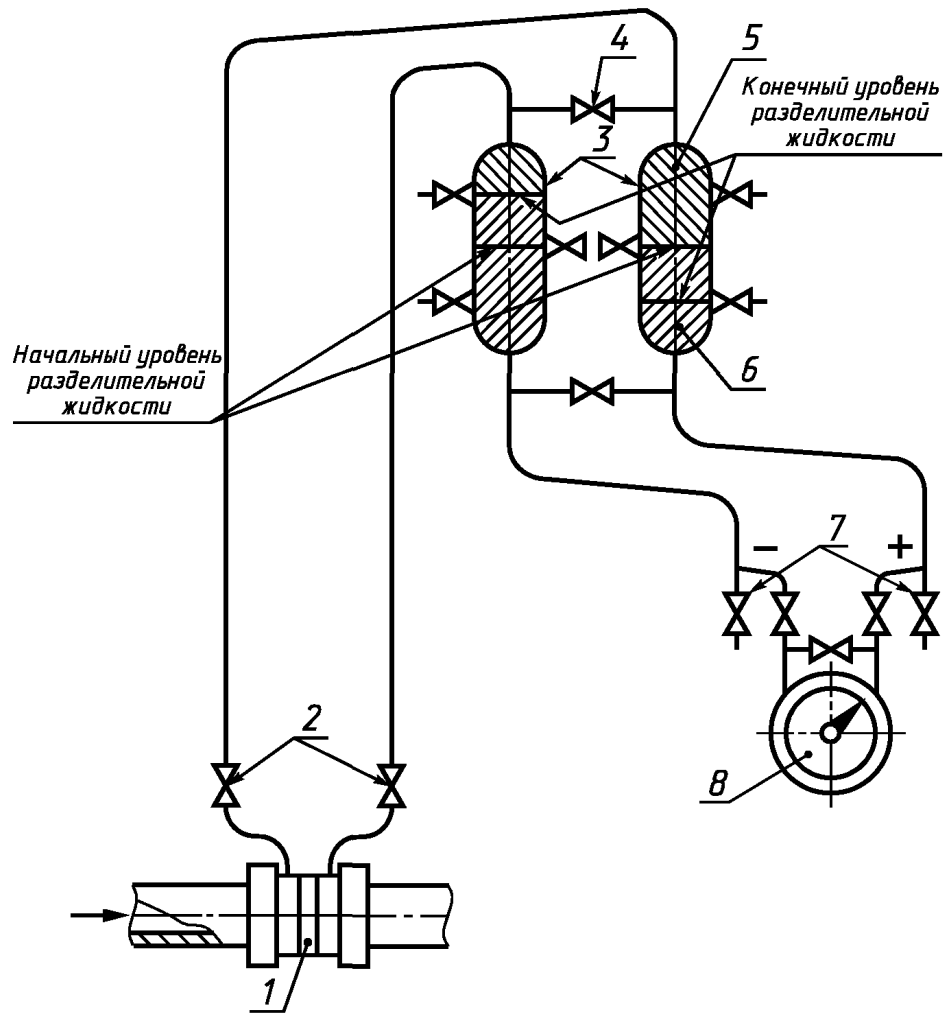 4
5
Конечный уровень
разделительной
жидкости
3
Начальный уровень
разделительной
жидкости
6
7
− +
2
8
1